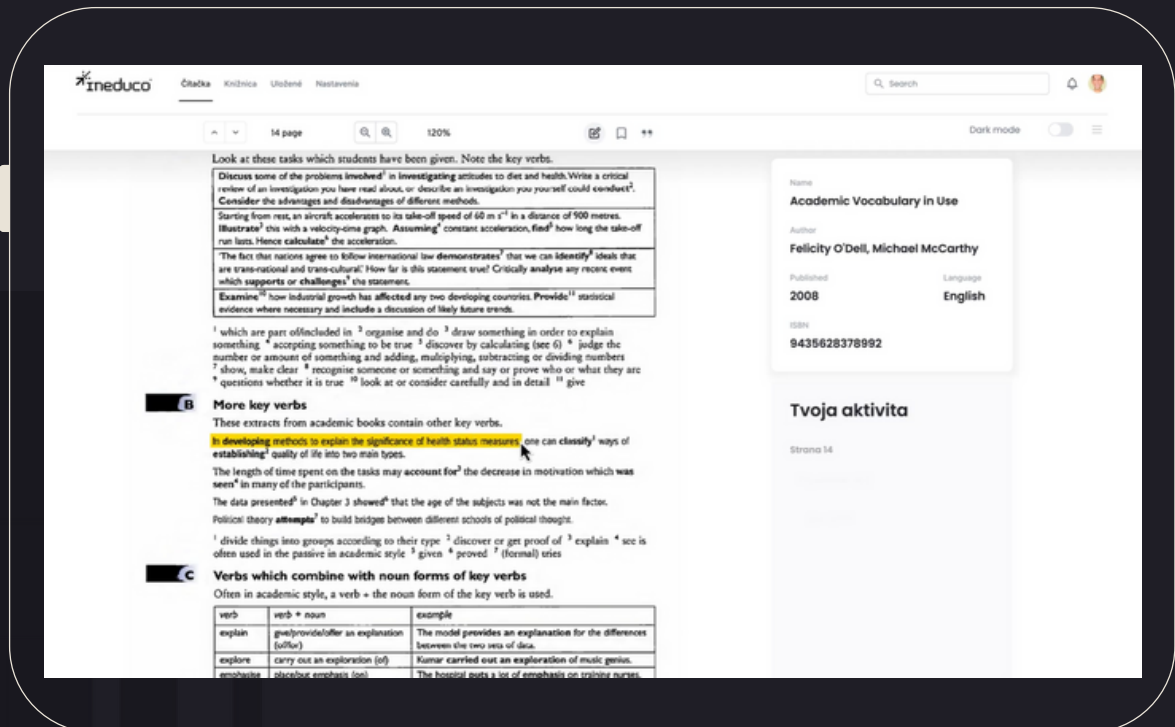 ineduco
Čítačka Knižnica Uložené Nastavenia
Search
14 page
120%
Dark mode
Look at these tasks which students have been given. Note the key verbs.
Discuss some of the problems involved¹ in investigating attitudes to diet and health. Write a critical
review of an investigation you have read about, or describe an investigation you yourself could conduct².
Consider the advantages and disadvantages of different methods.
Starting from rest, an aircraft accelerates to its take-off speed of 60 m s⁻¹ in a distance of 900 metres.
Illustrate³ this with a velocity-time graph. Assuming⁴ constant acceleration, find⁵ how long the take-off
run lasts. Hence calculate⁶ the acceleration.
'The fact that nations agree to follow international law demonstrates⁷ that we can identify⁸ ideals that
are trans-national and trans-cultural.' How far is this statement true? Critically analyse any recent event
which supports or challenges⁹ the statement.
Examine¹⁰ how industrial growth has affected any two developing countries. Provide¹¹ statistical
evidence where necessary and include a discussion of likely future trends.
¹ which are part of/included in ² organise and do ³ draw something in order to explain
something ⁴ accepting something to be true ⁵ discover by calculating (see 6) ⁶ judge the
number or amount of something and adding, multiplying, subtracting or dividing numbers
⁷ show, make clear ⁸ recognise someone or something and say or prove who or what they are
⁹ questions whether it is true ¹⁰ look at or consider carefully and in detail ¹¹ give
B More key verbs
These extracts from academic books contain other key verbs.
In developing methods to explain the significance of health status measures, one can classify¹ ways of
establishing² quality of life into two main types.
The length of time spent on the tasks may account for³ the decrease in motivation which was
seen⁴ in many of the participants.
The data presented⁵ in Chapter 3 showed⁶ that the age of the subjects was not the main factor.
Political theory attempts⁷ to build bridges between different schools of political thought.
¹ divide things into groups according to their type ² discover or get proof of ³ explain ⁴ see is
often used in the passive in academic style ⁵ given ⁶ proved ⁷ (formal) tries
C Verbs which combine with noun forms of key verbs
Often in academic style, a verb + the noun form of the key verb is used.
verb verb + noun example
explain give/provide/offer an explanation The model provides an explanation for the differences
(of/for) between the two sets of data.
explore carry out an exploration (of) Kumar carried out an exploration of music genius.
emphasise place/put emphasis (on) The hospital puts a lot of emphasis on training nurses.
Name
Academic Vocabulary in Use
Author
Felicity O'Dell, Michael McCarthy
Published Language
2008 English
ISBN
9435628378992
Tvoja aktivita
Strana 14